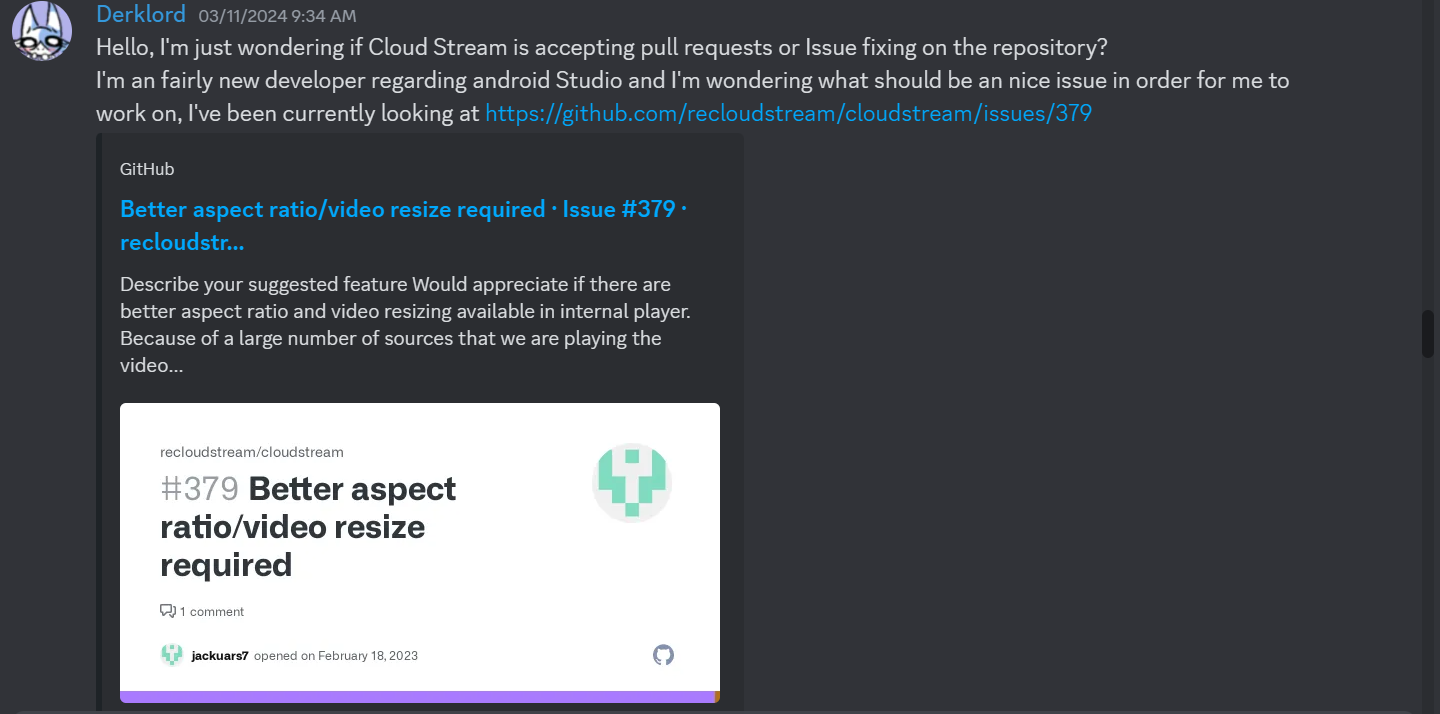 Derklord 03/11/2024 9:34 AM
Hello, I'm just wondering if Cloud Stream is accepting pull requests or Issue fixing on the repository?
I'm an fairly new developer regarding android Studio and I'm wondering what should be an nice issue in order for me to
work on, I've been currently looking at https://github.com/recloudstream/cloudstream/issues/379
GitHub
Better aspect ratio/video resize required · Issue #379 ·
recloudstr...
Describe your suggested feature Would appreciate if there are
better aspect ratio and video resizing available in internal player.
Because of a large number of sources that we are playing the
video...
recloudstream/cloudstream
#379 Better aspect
ratio/video resize
required
1 comment
jackuars7 opened on February 18, 2023